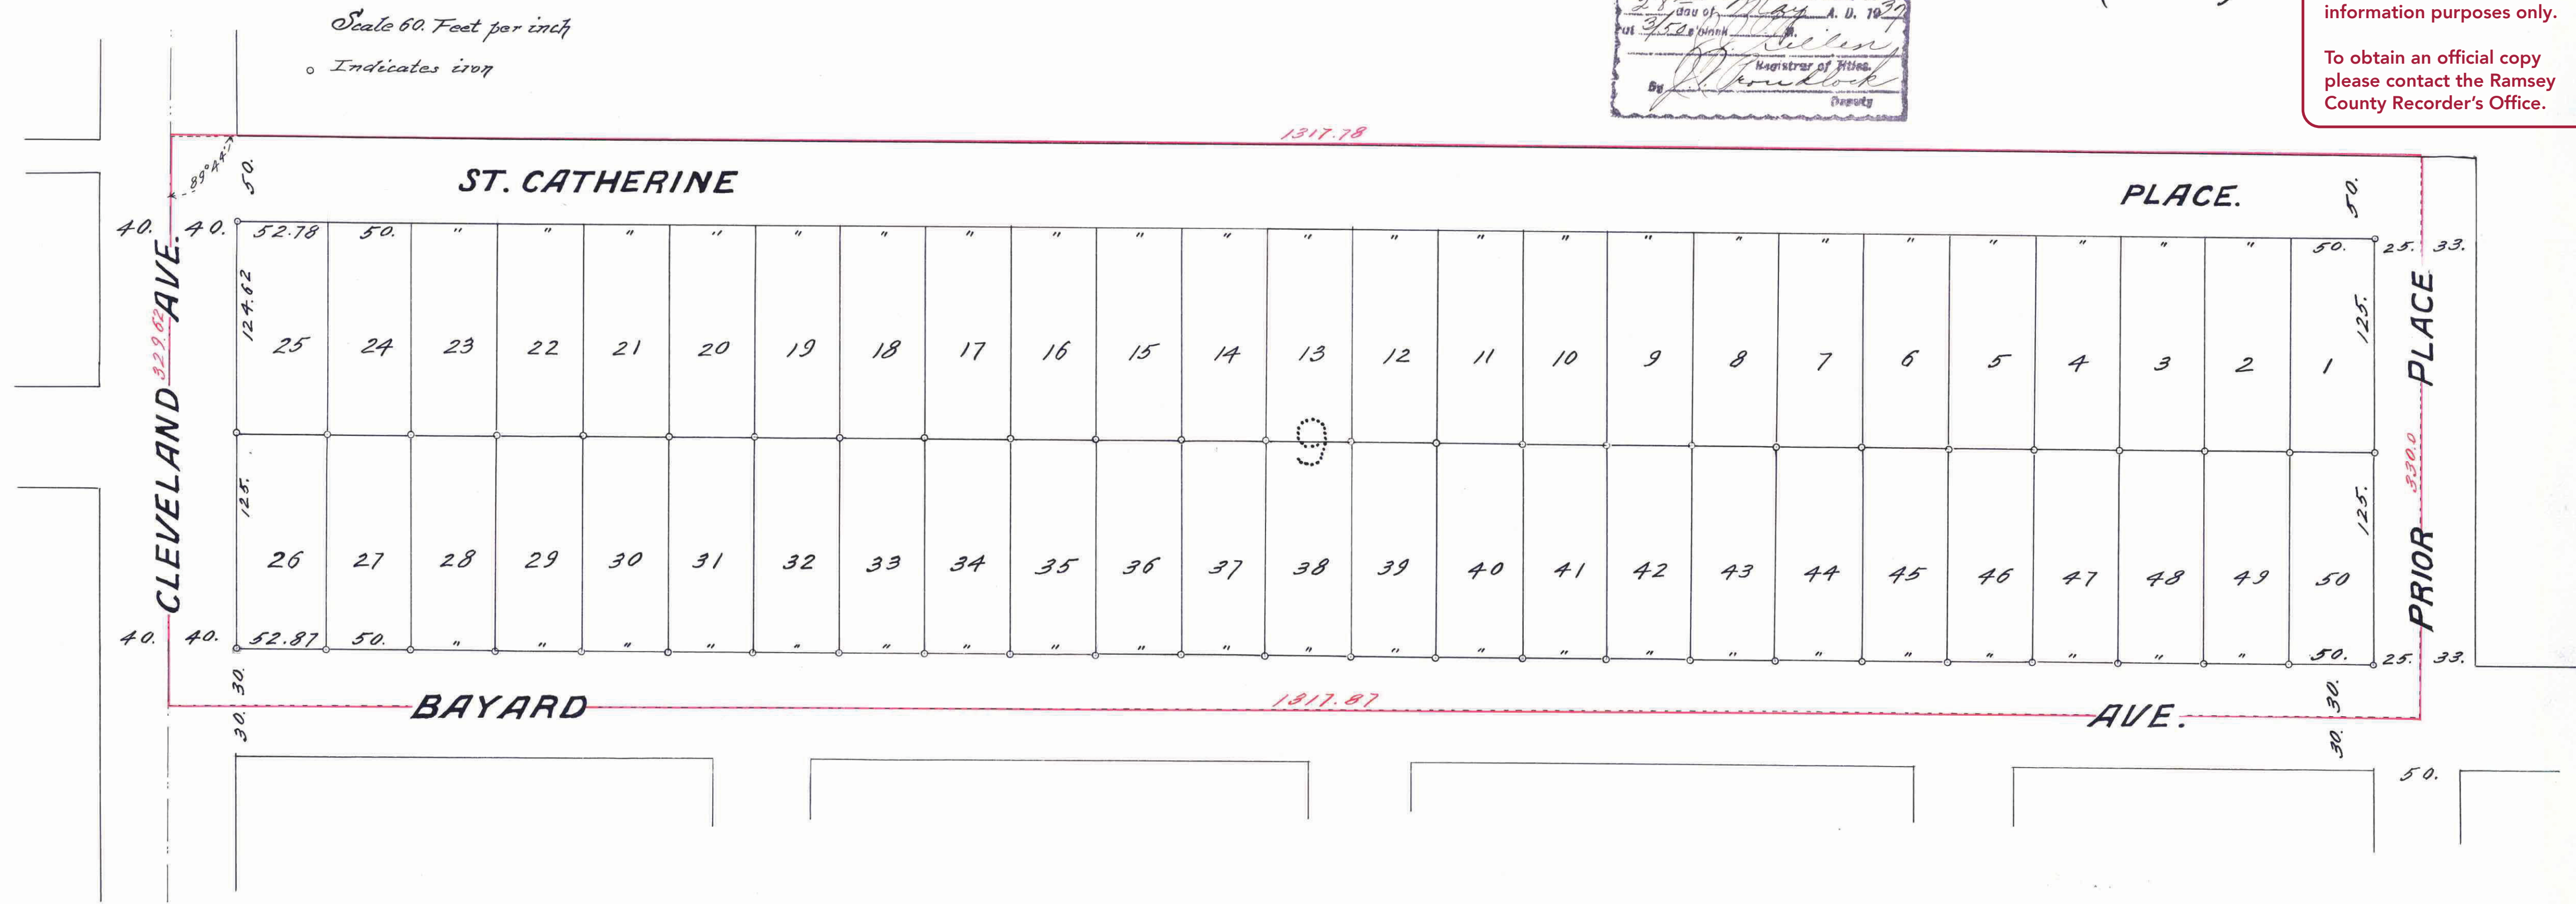 Scale 60. Feet per inch
o Indicates iron
28 day of May A. D. 1937
Registrar of Titles.
By
Deputy
information purposes only.
To obtain an official copy
please contact the Ramsey
County Recorder's Office.
1317.78
89°44'
50.
ST. CATHERINE PLACE.
50.
40. 40. 52.78 50. " " " " " " " " " " " " " " " " " " " " " " 50. 25. 33.
CLEVELAND AVE.
329.62
124.62
25 24 23 22 21 20 19 18 17 16 15 14 13 12 11 10 9 8 7 6 5 4 3 2 1
125.
PRIOR PLACE
330.0
9
125.
26 27 28 29 30 31 32 33 34 35 36 37 38 39 40 41 42 43 44 45 46 47 48 49 50
125.
40. 40. 52.87 50. " " " " " " " " " " " " " " " " " " " " " " 50. 25. 33.
30.
30.
BAYARD AVE.
1317.87
30.
30.
50.